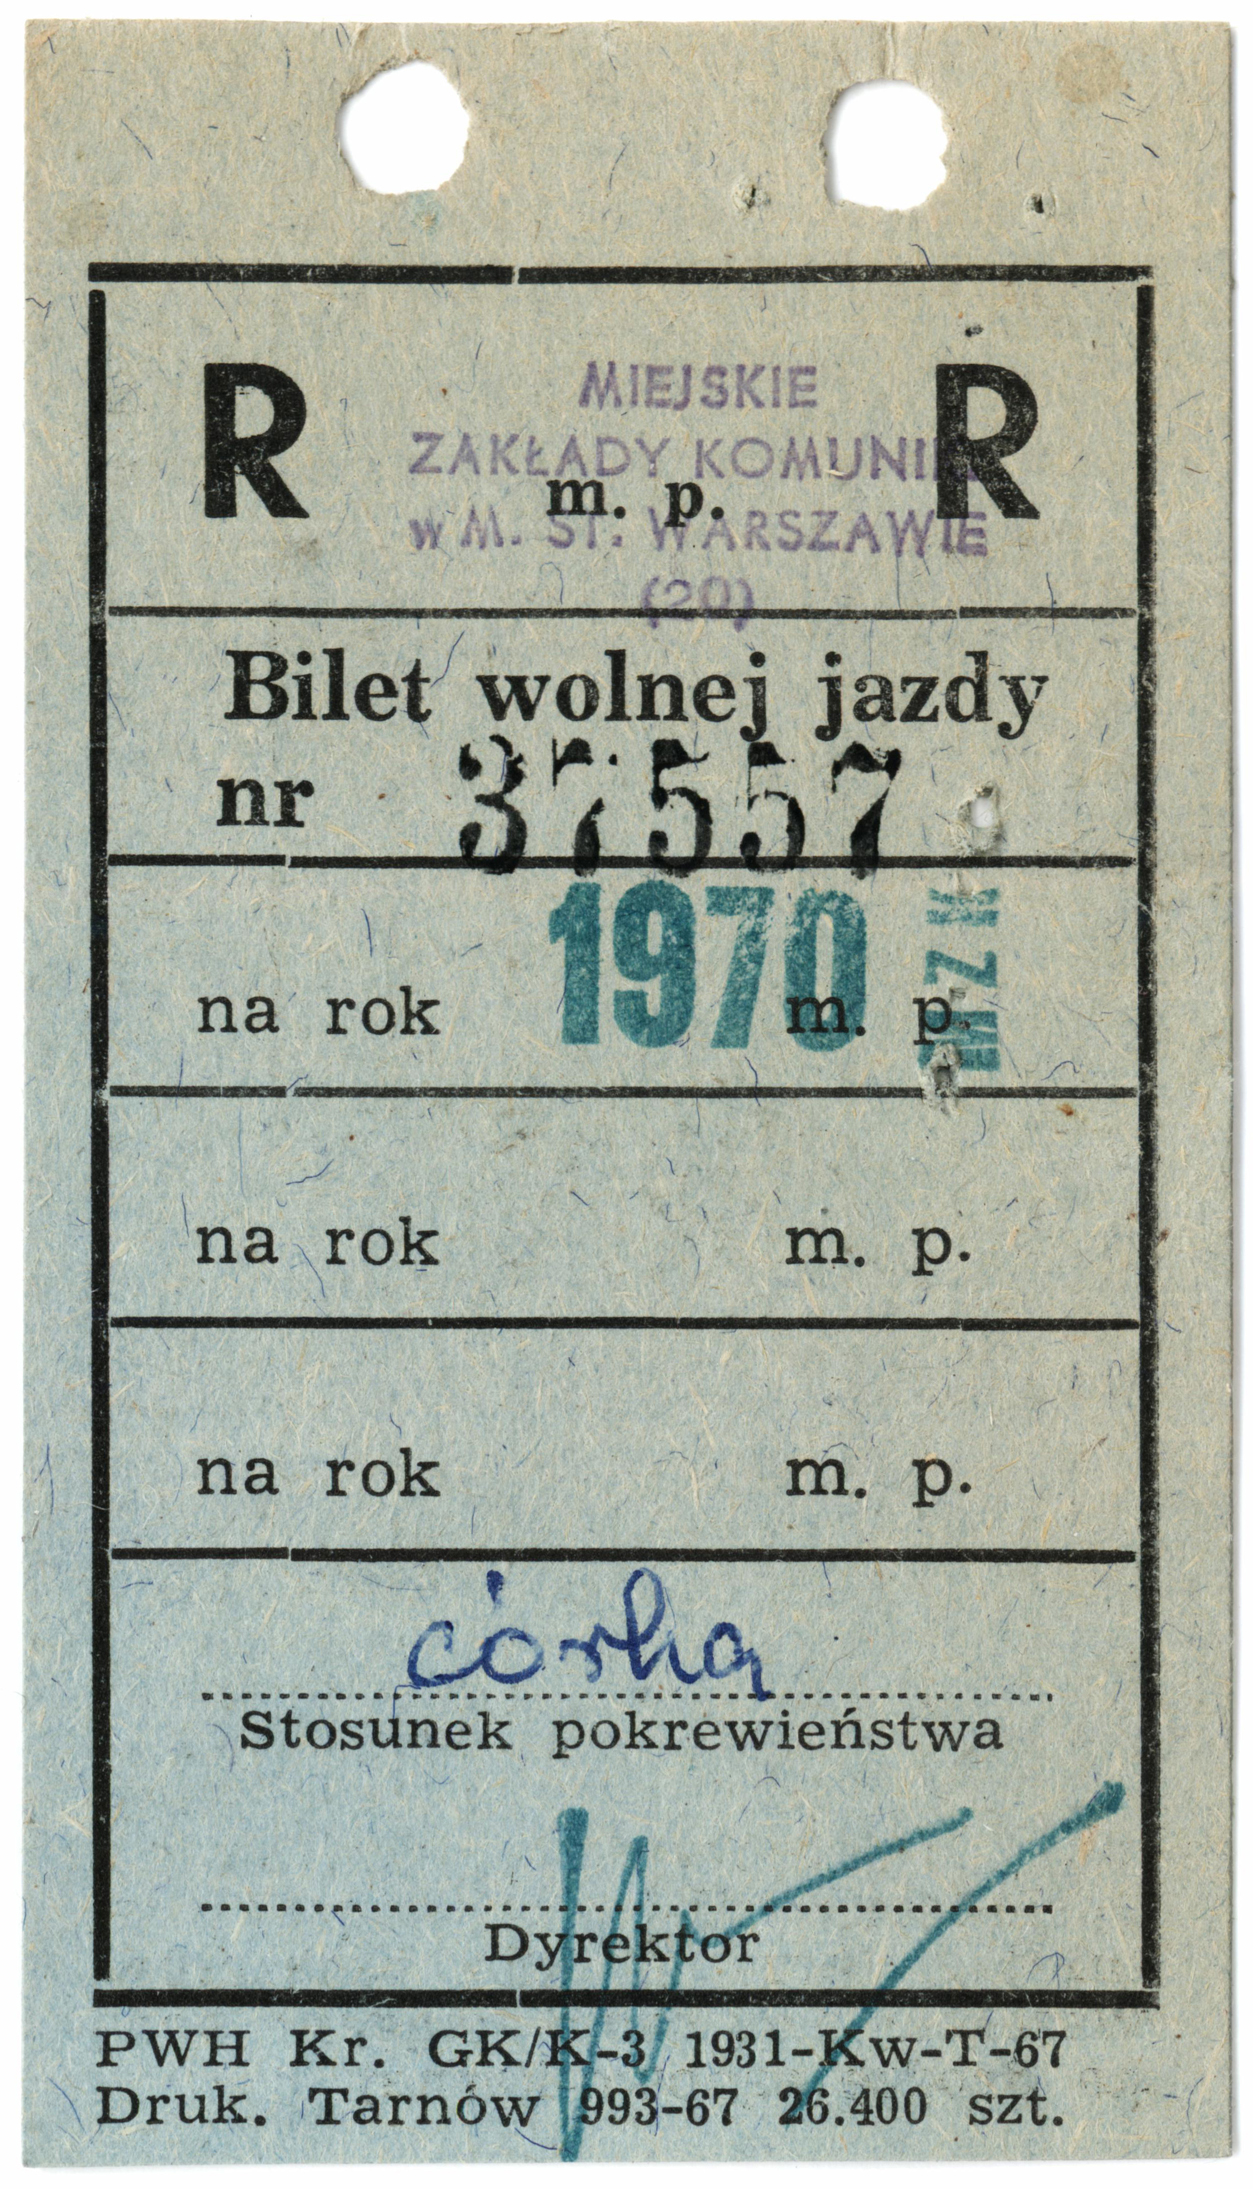 R MIEJSKIE R
ZAKŁADY KOMUNIK
m. p.
w M. ST. WARSZAWIE
(20)
Bilet wolnej jazdy
nr 37557
1970 MZK
na rok m. p.
na rok m. p.
na rok m. p.
córka
Stosunek pokrewieństwa
Dyrektor
PWH Kr. GK/K-3 1931-Kw-T-67
Druk. Tarnów 993-67 26.400 szt.